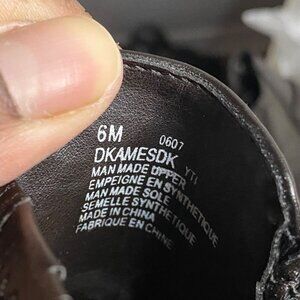 6M 0607
DKAMESDK YTI
MAN MADE UPPER
EMPEIGNE EN SYNTHETIQUE
MAN MADE SOLE
SEMELLE SYNTHETIQUE
MADE IN CHINA
FABRIQUE EN CHINE